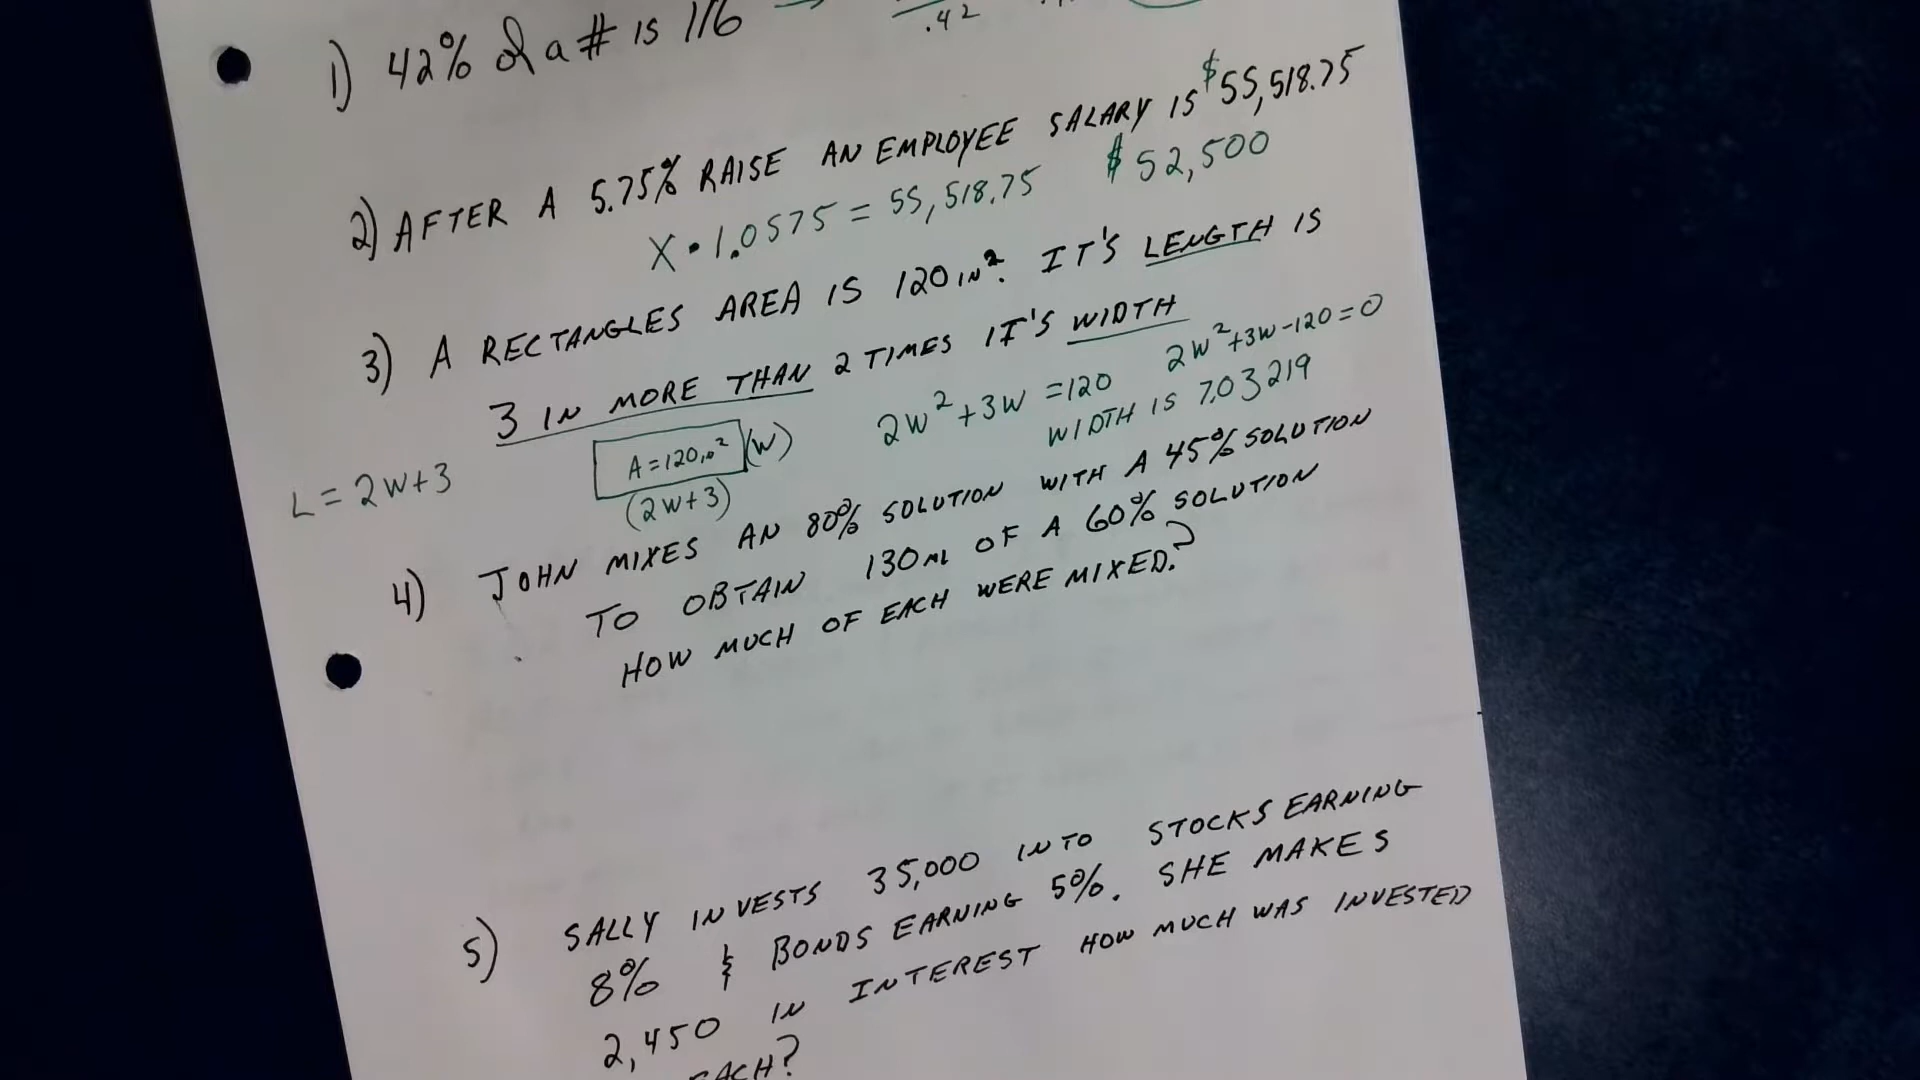 1) 42% of a # is 116
.42
2) AFTER A 5.75% RAISE AN EMPLOYEE SALARY IS $55,518.75
X • 1.0575 = 55,518.75 $52,500
3) A RECTANGLES AREA IS 120 IN². IT'S LENGTH IS
3 IN MORE THAN 2 TIMES IT'S WIDTH
L = 2W+3
A = 120 in² (W)
(2W+3)
2W² + 3W = 120
2W² + 3W - 120 = 0
WIDTH IS 7.03219
4) JOHN MIXES AN 80% SOLUTION WITH A 45% SOLUTION
TO OBTAIN 130 ML OF A 60% SOLUTION
HOW MUCH OF EACH WERE MIXED?
5) SALLY INVESTS 35,000 INTO STOCKS EARNING
8% & BONDS EARNING 5%. SHE MAKES
2,450 IN INTEREST HOW MUCH WAS INVESTED
EACH?